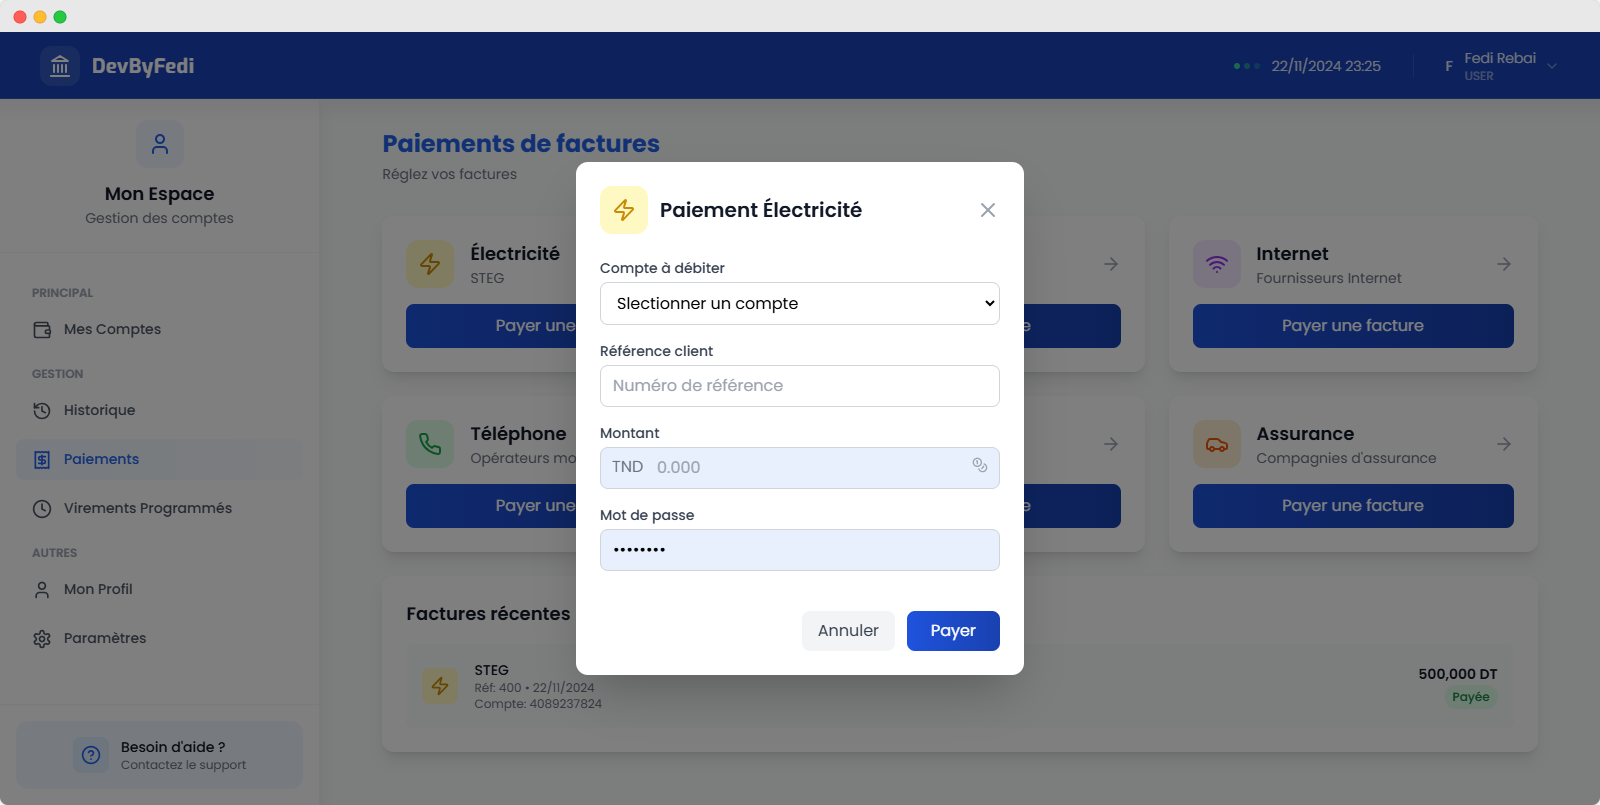 DevByFedi
22/11/2024 23:25
F
Fedi Rebai
USER
Mon Espace
Gestion des comptes
PRINCIPAL
Mes Comptes
GESTION
Historique
Paiements
Virements Programmés
AUTRES
Mon Profil
Paramètres
Besoin d'aide ?
Contactez le support
Paiements de factures
Réglez vos factures
Électricité
STEG
Payer une
e
Internet
Fournisseurs Internet
Payer une facture
Téléphone
Opérateurs mo
Payer une
e
Assurance
Compagnies d'assurance
Payer une facture
Factures récentes
STEG
Réf: 400 • 22/11/2024
Compte: 4089237824
500,000 DT
Payée
Paiement Électricité
Compte à débiter
Slectionner un compte
Référence client
Numéro de référence
Montant
TND 0.000
Mot de passe
••••••••
Annuler
Payer